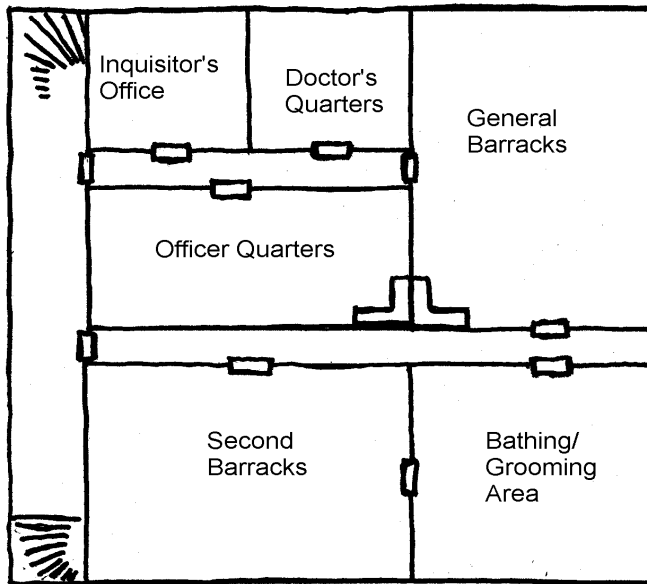 Inquisitor's
Office
Doctor's
Quarters
General
Barracks
Officer Quarters
Second
Barracks
Bathing/
Grooming
Area